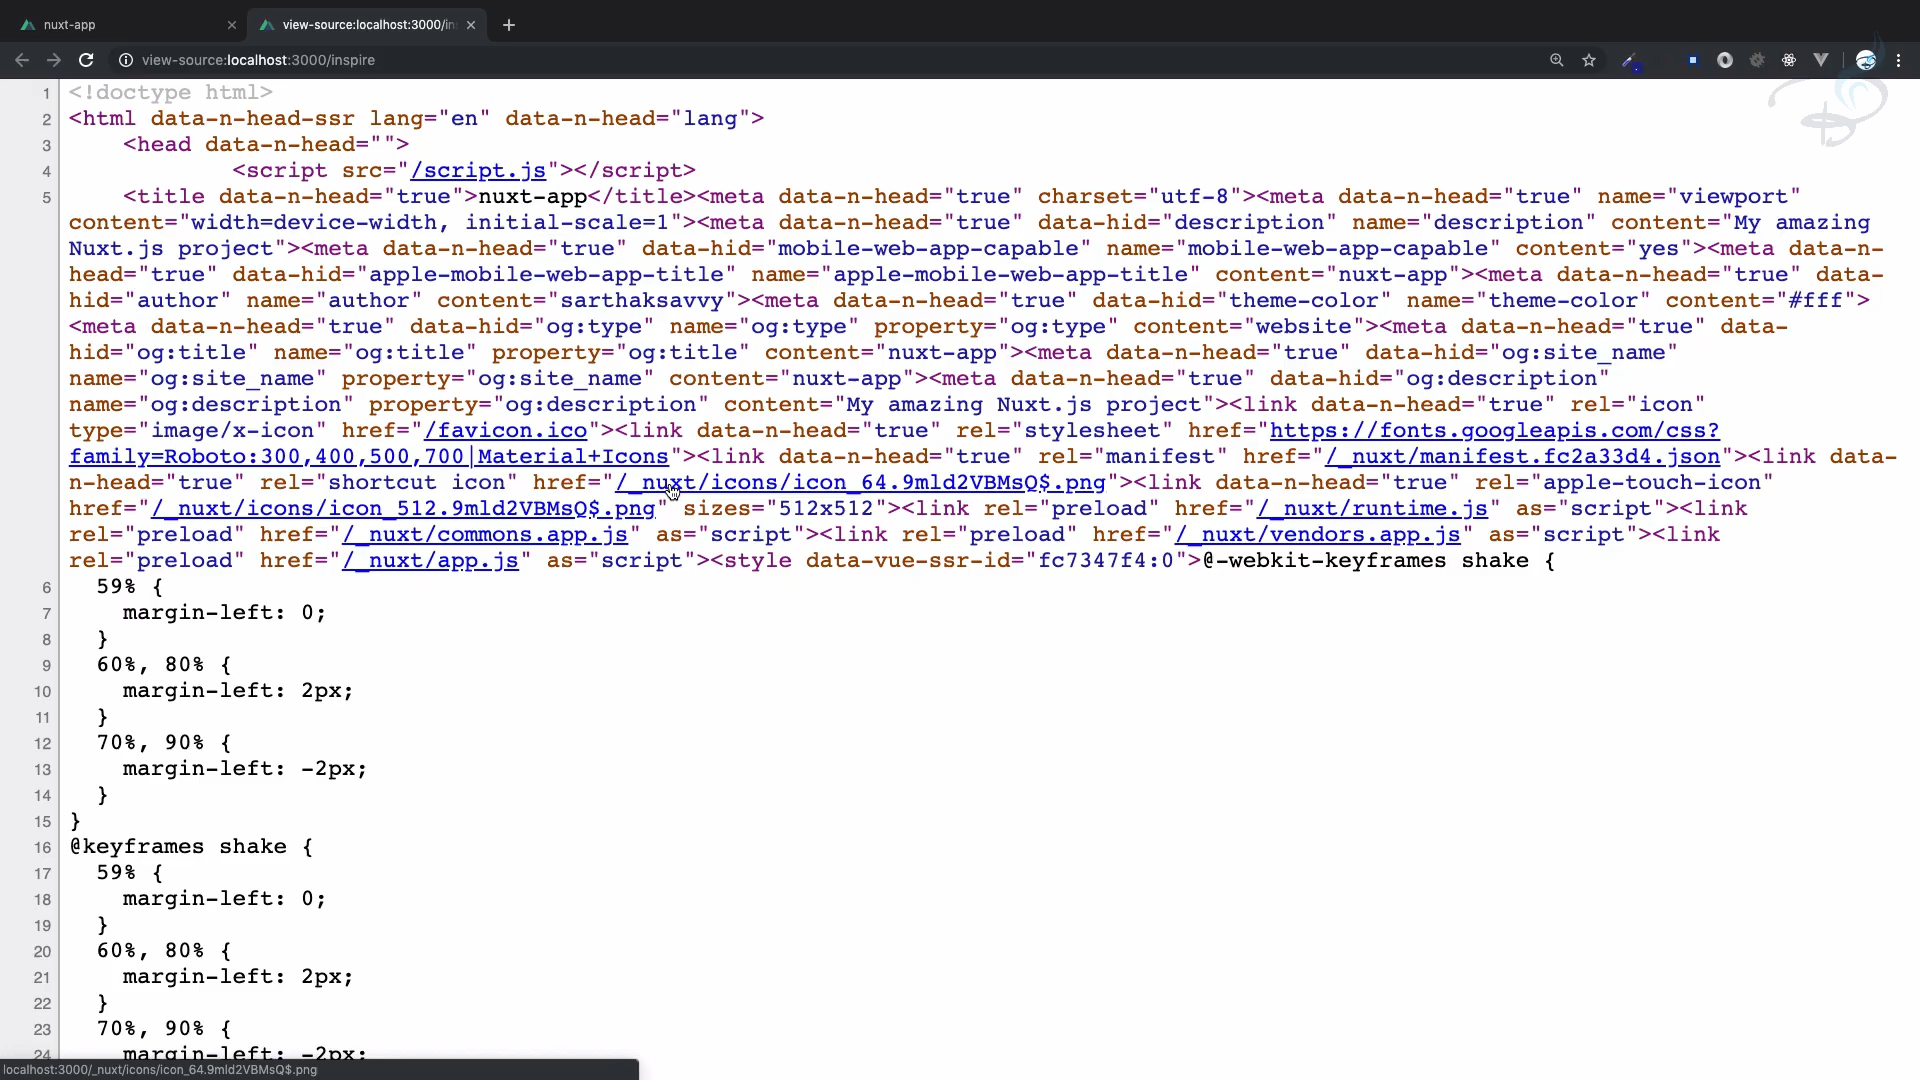 nuxt-app
view-source:localhost:3000/in
view-source:localhost:3000/inspire
1 <!doctype html>
2 <html data-n-head-ssr lang="en" data-n-head="lang">
3 <head data-n-head="">
4 <script src="/script.js"></script>
5 <title data-n-head="true">nuxt-app</title><meta data-n-head="true" charset="utf-8"><meta data-n-head="true" name="viewport"
content="width=device-width, initial-scale=1"><meta data-n-head="true" data-hid="description" name="description" content="My amazing
Nuxt.js project"><meta data-n-head="true" data-hid="mobile-web-app-capable" name="mobile-web-app-capable" content="yes"><meta data-n-
head="true" data-hid="apple-mobile-web-app-title" name="apple-mobile-web-app-title" content="nuxt-app"><meta data-n-head="true" data-
hid="author" name="author" content="sarthaksavvy"><meta data-n-head="true" data-hid="theme-color" name="theme-color" content="#fff">
<meta data-n-head="true" data-hid="og:type" name="og:type" property="og:type" content="website"><meta data-n-head="true" data-
hid="og:title" name="og:title" property="og:title" content="nuxt-app"><meta data-n-head="true" data-hid="og:site_name"
name="og:site_name" property="og:site_name" content="nuxt-app"><meta data-n-head="true" data-hid="og:description"
name="og:description" property="og:description" content="My amazing Nuxt.js project"><link data-n-head="true" rel="icon"
type="image/x-icon" href="/favicon.ico"><link data-n-head="true" rel="stylesheet" href="https://fonts.googleapis.com/css?
family=Roboto:300,400,500,700|Material+Icons"><link data-n-head="true" rel="manifest" href="/_nuxt/manifest.fc2a33d4.json"><link data-
n-head="true" rel="shortcut icon" href="/_nuxt/icons/icon_64.9mld2VBMsQ$.png"><link data-n-head="true" rel="apple-touch-icon"
href="/_nuxt/icons/icon_512.9mld2VBMsQ$.png" sizes="512x512"><link rel="preload" href="/_nuxt/runtime.js" as="script"><link
rel="preload" href="/_nuxt/commons.app.js" as="script"><link rel="preload" href="/_nuxt/vendors.app.js" as="script"><link
rel="preload" href="/_nuxt/app.js" as="script"><style data-vue-ssr-id="fc7347f4:0">@-webkit-keyframes shake {
6 59% {
7 margin-left: 0;
8 }
9 60%, 80% {
10 margin-left: 2px;
11 }
12 70%, 90% {
13 margin-left: -2px;
14 }
15 }
16 @keyframes shake {
17 59% {
18 margin-left: 0;
19 }
20 60%, 80% {
21 margin-left: 2px;
22 }
23 70%, 90% {
24 margin-left: -2px;
localhost:3000/_nuxt/icons/icon_64.9mld2VBMsQ$.png